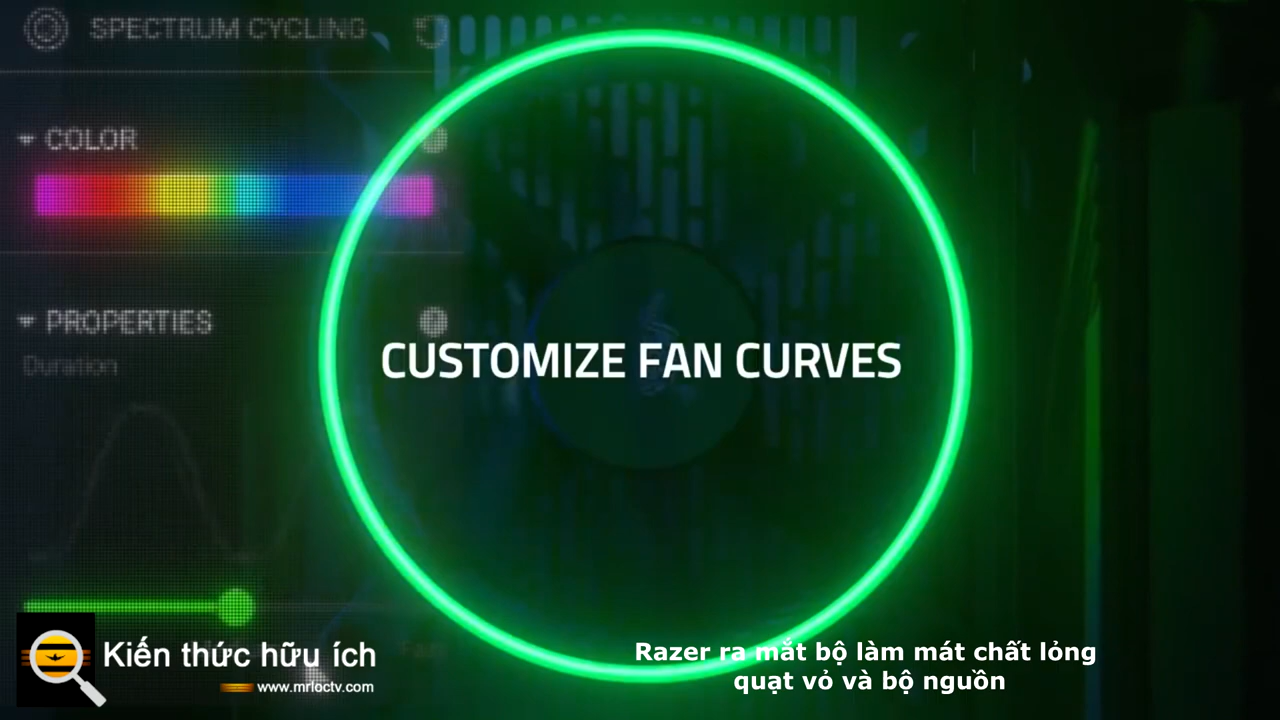 SPECTRUM CYCLING
COLOR
PROPERTIES
Duration
CUSTOMIZE FAN CURVES
Kiến thức hữu ích
www.mrloctv.com
Razer ra mắt bộ làm mát chất lỏng
quạt vỏ và bộ nguồn